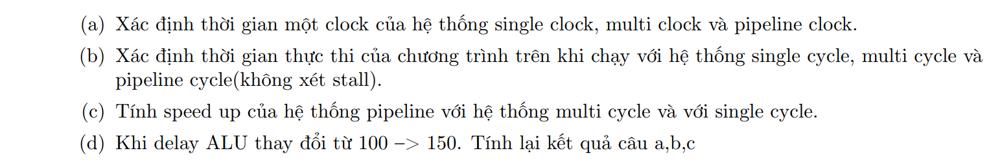 (a) Xác định thời gian một clock của hệ thống single clock, multi clock và pipeline clock.
(b) Xác định thời gian thực thi của chương trình trên khi chạy với hệ thống single cycle, multi cycle và
pipeline cycle(không xét stall).
(c) Tính speed up của hệ thống pipeline với hệ thống multi cycle và với single cycle.
(d) Khi delay ALU thay đổi từ 100 –> 150. Tính lại kết quả câu a,b,c